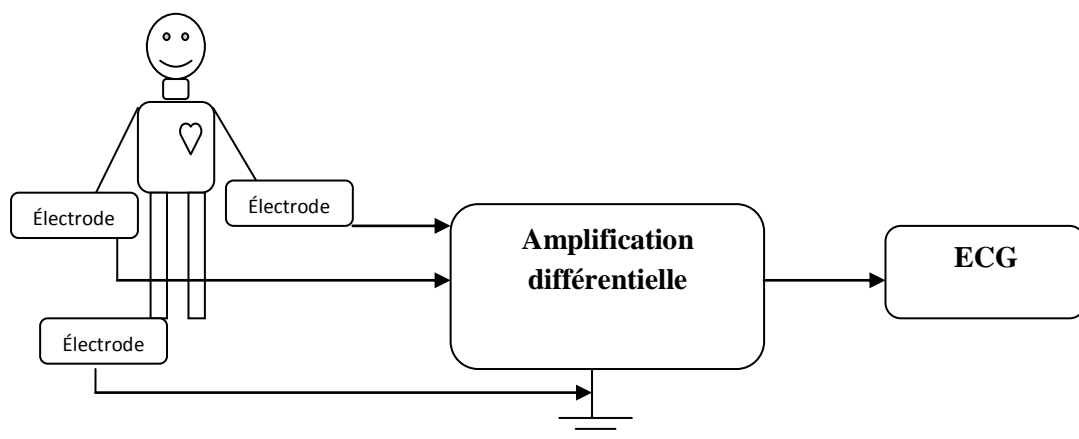 Électrode
Électrode
Amplification
différentielle
ECG
Électrode